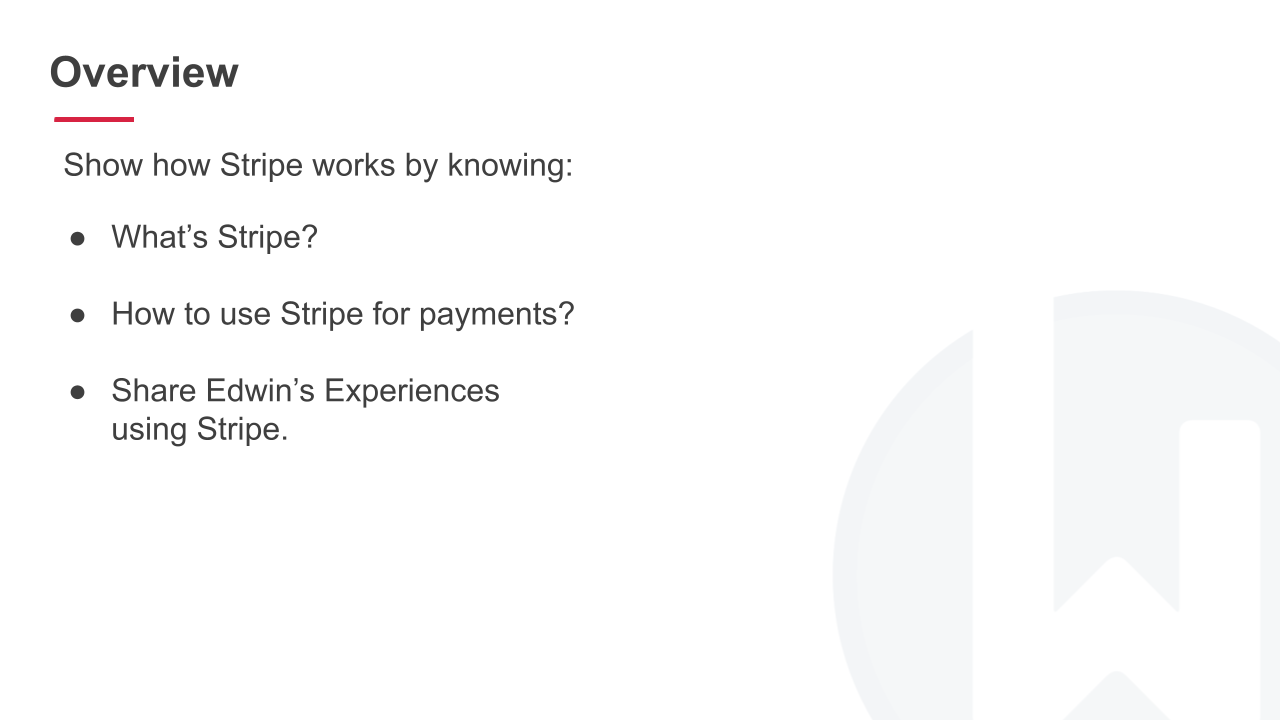 Overview
Show how Stripe works by knowing:
● What’s Stripe?
● How to use Stripe for payments?
● Share Edwin’s Experiences
using Stripe.